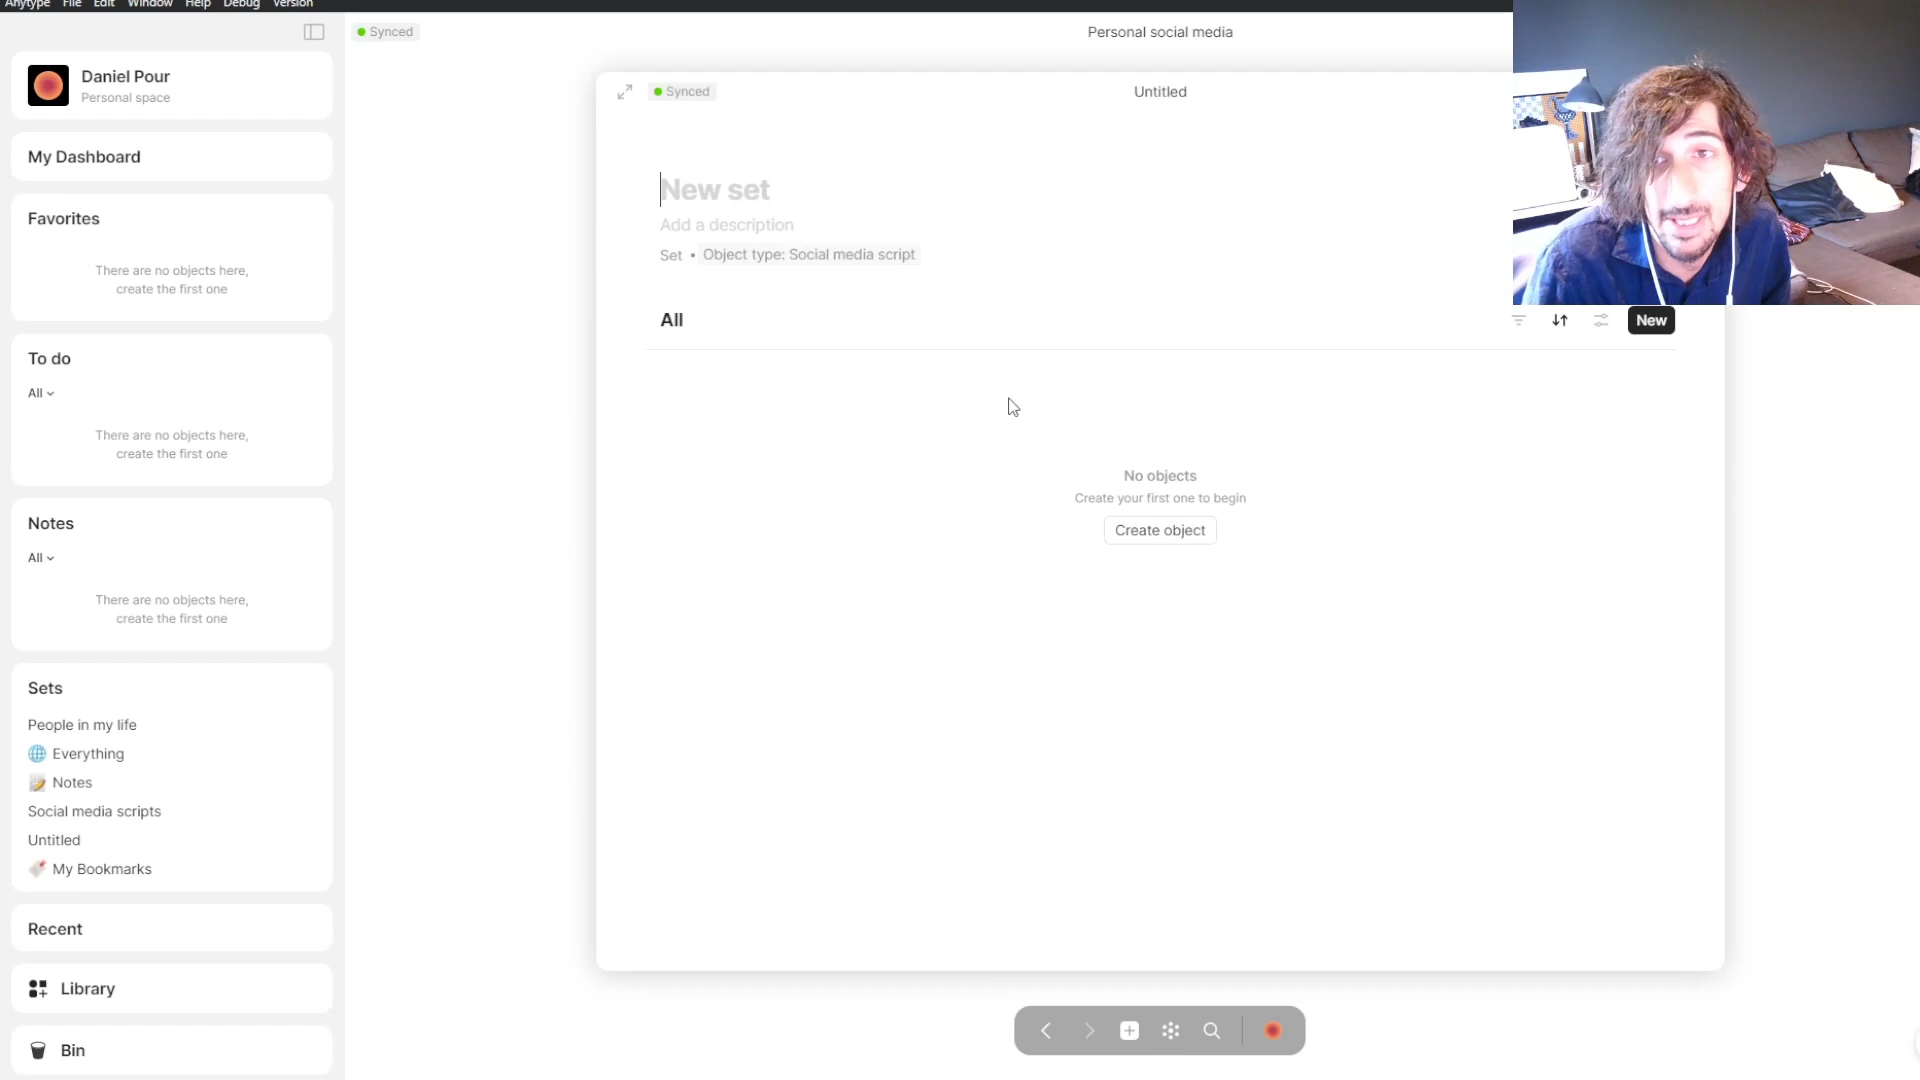 Anytype File Edit Window Help Debug Version
Synced
Personal social media
Daniel Pour
Personal space
My Dashboard
Favorites
There are no objects here,
create the first one
To do
All
There are no objects here,
create the first one
Notes
All
There are no objects here,
create the first one
Sets
People in my life
Everything
Notes
Social media scripts
Untitled
My Bookmarks
Recent
Library
Bin
Synced
Untitled
New set
Add a description
Set • Object type: Social media script
All
New
No objects
Create your first one to begin
Create object